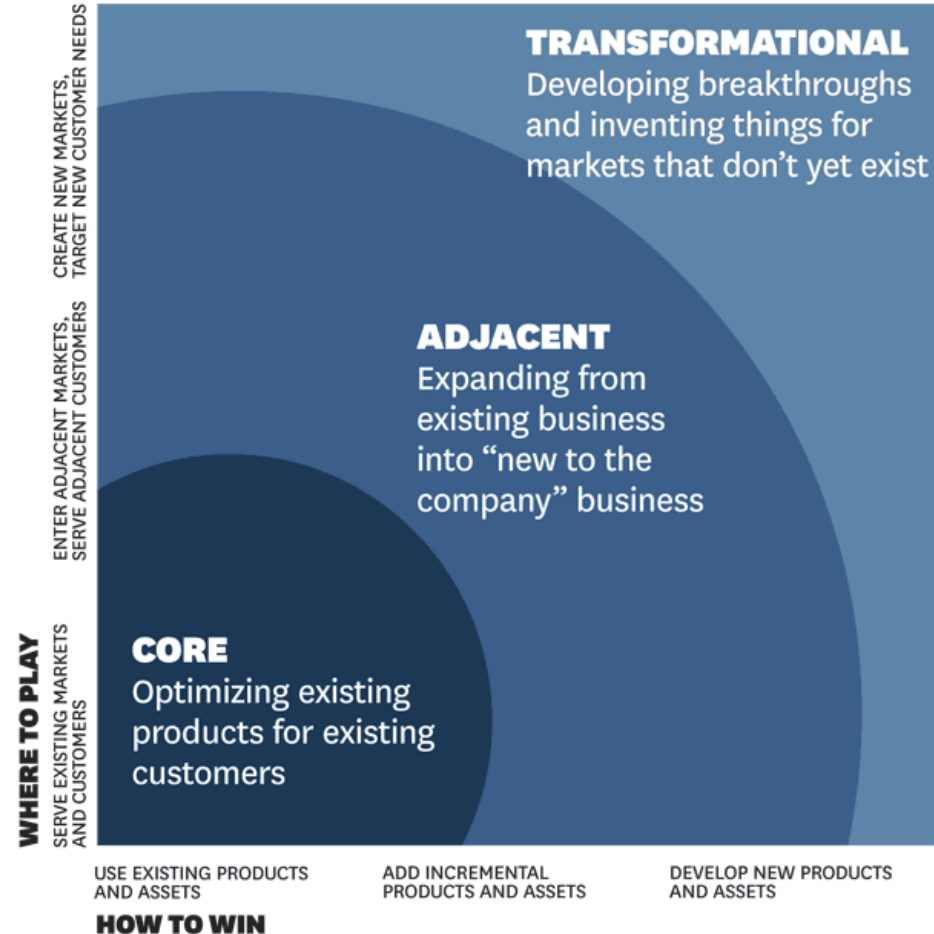 TRANSFORMATIONAL
Developing breakthroughs
and inventing things for
markets that don’t yet exist
ADJACENT
Expanding from
existing business
into “new to the
company” business
CORE
Optimizing existing
products for existing
customers
WHERE TO PLAY
CREATE NEW MARKETS,
TARGET NEW CUSTOMER NEEDS
ENTER ADJACENT MARKETS,
SERVE ADJACENT CUSTOMERS
SERVE EXISTING MARKETS
AND CUSTOMERS
USE EXISTING PRODUCTS
AND ASSETS
ADD INCREMENTAL
PRODUCTS AND ASSETS
DEVELOP NEW PRODUCTS
AND ASSETS
HOW TO WIN